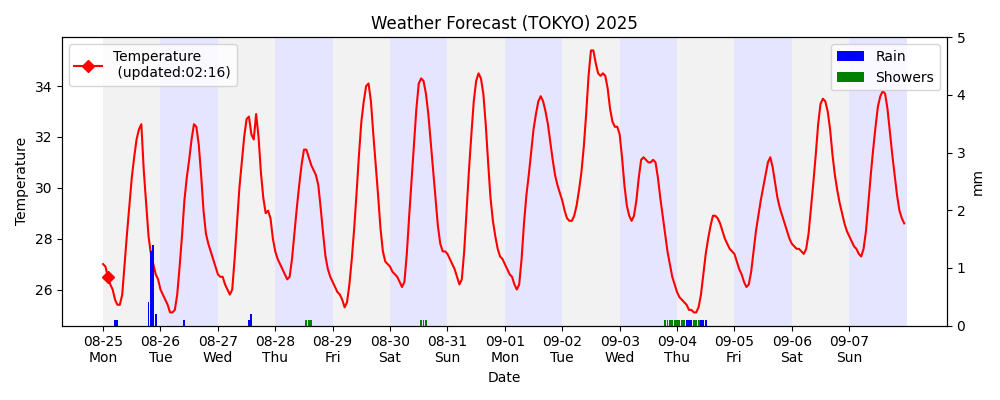 Weather Forecast (TOKYO) 2025
Temperature
(updated:02:16)
Rain
Showers
Temperature
34
32
30
28
26
5
4
3
2
1
0
mm
08-25 08-26 08-27 08-28 08-29 08-30 08-31 09-01 09-02 09-03 09-04 09-05 09-06 09-07
Mon Tue Wed Thu Fri Sat Sun Mon Tue Wed Thu Fri Sat Sun
Date